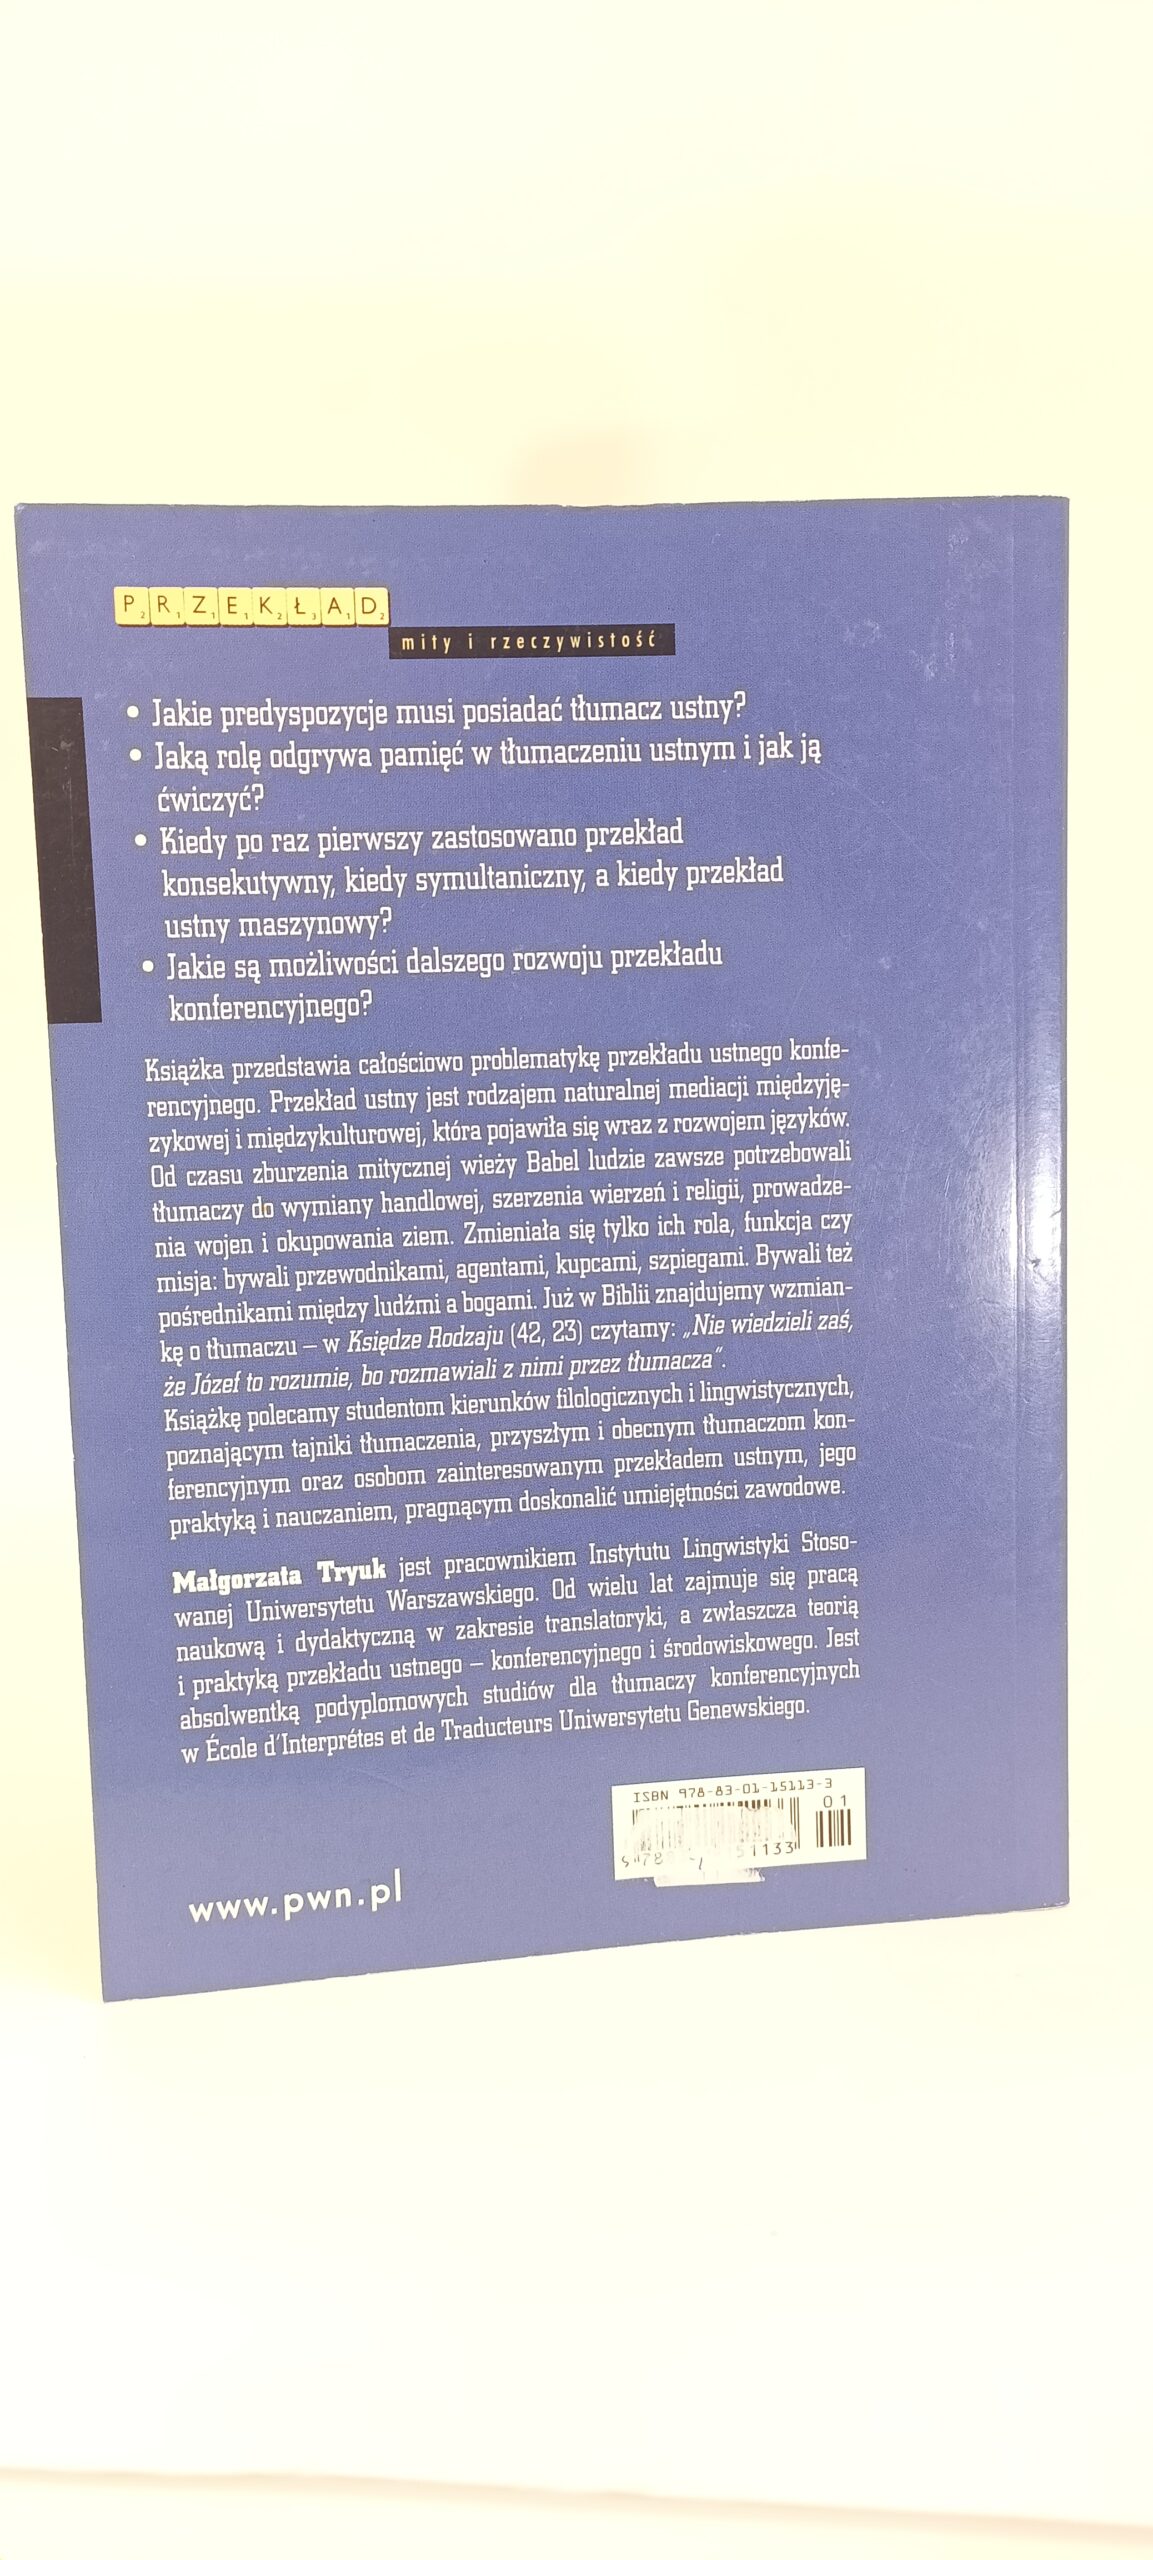 PRZEKŁAD
mity i rzeczywistość
• Jakie predyspozycje musi posiadać tłumacz ustny?
• Jaką rolę odgrywa pamięć w tłumaczeniu ustnym i jak ją
ćwiczyć?
• Kiedy po raz pierwszy zastosowano przekład
konsekutywny, kiedy symultaniczny, a kiedy przekład
ustny maszynowy?
• Jakie są możliwości dalszego rozwoju przekładu
konferencyjnego?
Książka przedstawia całościowo problematykę przekładu ustnego konfe-
rencyjnego. Przekład ustny jest rodzajem naturalnej mediacji międzyję-
zykowej i międzykulturowej, która pojawiła się wraz z rozwojem języków.
Od czasu zburzenia mitycznej wieży Babel ludzie zawsze potrzebowali
tłumaczy do wymiany handlowej, szerzenia wierzeń i religii, prowadze-
nia wojen i okupowania ziem. Zmieniała się tylko ich rola, funkcja czy
misja: bywali przewodnikami, agentami, kupcami, szpiegami. Bywali też
pośrednikami między ludźmi a bogami. Już w Biblii znajdujemy wzmian-
kę o tłumaczu – w Księdze Rodzaju (42, 23) czytamy: „Nie wiedzieli zaś,
że Józef to rozumie, bo rozmawiali z nimi przez tłumacza".
Książkę polecamy studentom kierunków filologicznych i lingwistycznych,
poznającym tajniki tłumaczenia, przyszłym i obecnym tłumaczom kon-
ferencyjnym oraz osobom zainteresowanym przekładem ustnym, jego
praktyką i nauczaniem, pragnącym doskonalić umiejętności zawodowe.
Małgorzata Tryuk jest pracownikiem Instytutu Lingwistyki Stoso-
wanej Uniwersytetu Warszawskiego. Od wielu lat zajmuje się pracą
naukową i dydaktyczną w zakresie translatoryki, a zwłaszcza teorią
i praktyką przekładu ustnego – konferencyjnego i środowiskowego. Jest
absolwentką podyplomowych studiów dla tłumaczy konferencyjnych
w École d'Interprétes et de Traducteurs Uniwersytetu Genewskiego.
ISBN 978-83-01-15113-3
01
www.pwn.pl